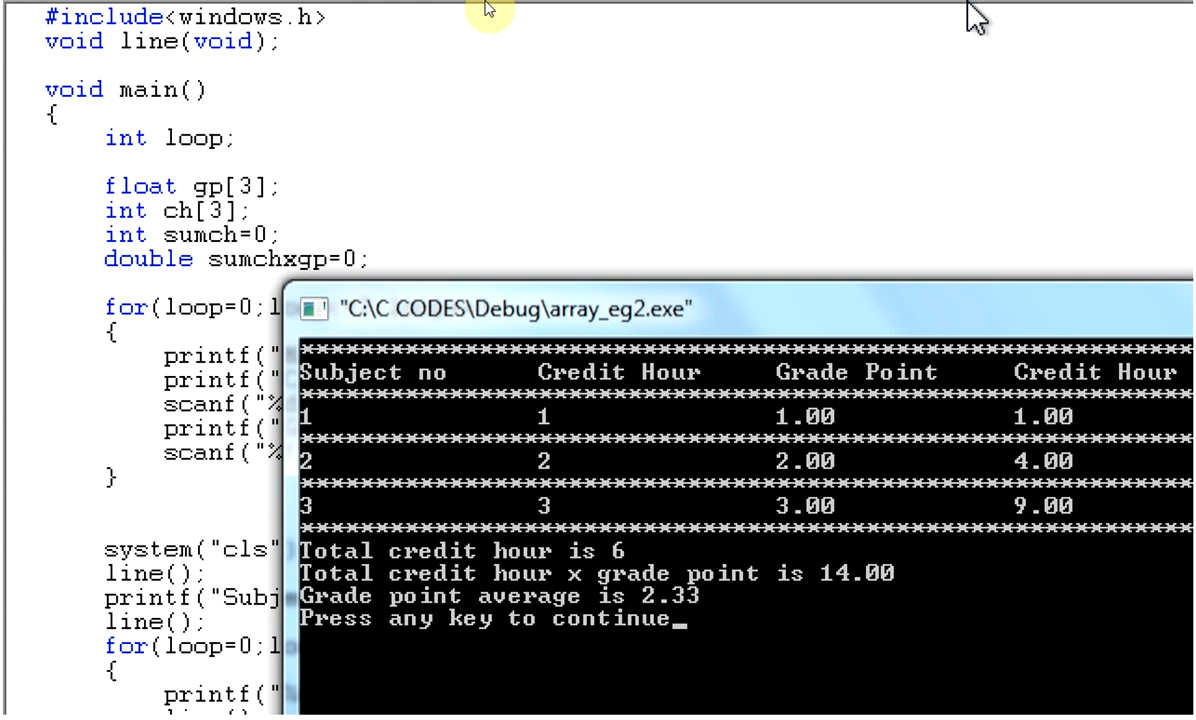 #include<windows.h>
void line(void);
void main()
{
int loop;
float gp[3];
int ch[3];
int sumch=0;
double sumchxgp=0;
for(loop=0;l
{
printf("
printf("
scanf("%
printf("
scanf("%
}
system("cls"
line();
printf("Subj
line();
for(loop=0;lo
{
printf("%
"C:\C CODES\Debug\array_eg2.exe"
************************************************************
Subject no Credit Hour Grade Point Credit Hour
************************************************************
1 1 1.00 1.00
************************************************************
2 2 2.00 4.00
************************************************************
3 3 3.00 9.00
************************************************************
Total credit hour is 6
Total credit hour x grade point is 14.00
Grade point average is 2.33
Press any key to continue_